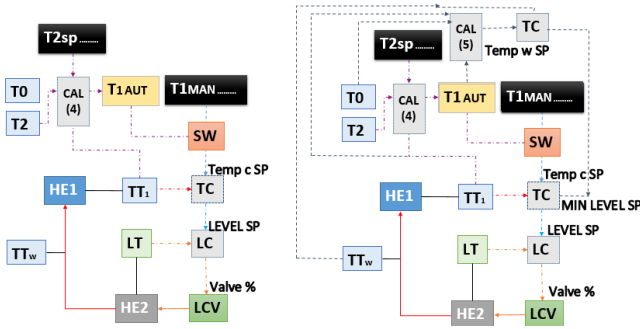 T2sp ..........
T0
T2
CAL
(4)
T1 AUT
T1MAN ..........
SW
Temp c SP
HE1
TT1
TC
LEVEL SP
LT
LC
TTw
Valve %
HE2
LCV
CAL
(5)
TC
Temp w SP
T2sp ..........
T0
T2
CAL
(4)
T1 AUT
T1MAN ..........
SW
Temp c SP
HE1
TT1
TC
MIN LEVEL SP
LEVEL SP
LT
LC
TTw
Valve %
HE2
LCV